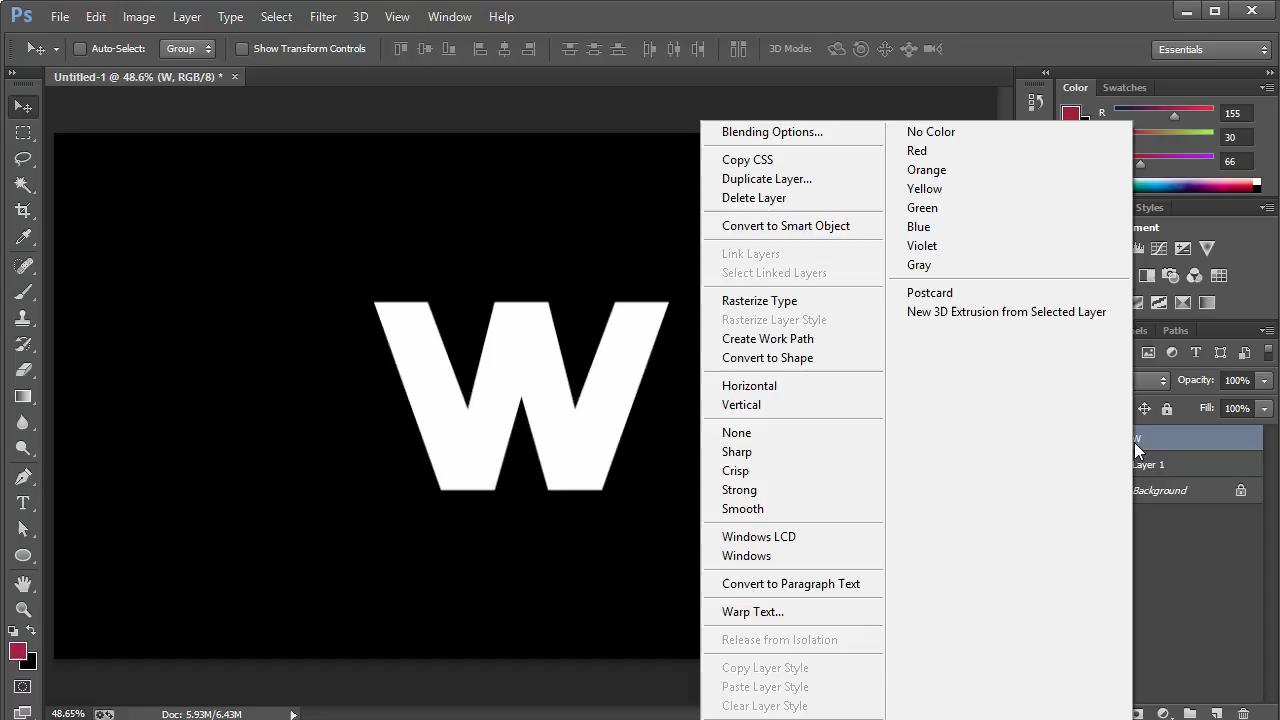 Ps File Edit Image Layer Type Select Filter 3D View Window Help
Auto-Select: Group Show Transform Controls 3D Mode: Essentials
Untitled-1 @ 48.6% (W, RGB/8) * ×
Color Swatches
R 155
30
66
Styles
Paths
Opacity: 100%
Fill: 100%
W
Layer 1
Background
Blending Options...
Copy CSS
Duplicate Layer...
Delete Layer
Convert to Smart Object
Link Layers
Select Linked Layers
Rasterize Type
Rasterize Layer Style
Create Work Path
Convert to Shape
Horizontal
Vertical
None
Sharp
Crisp
Strong
Smooth
Windows LCD
Windows
Convert to Paragraph Text
Warp Text...
Release from Isolation
Copy Layer Style
Paste Layer Style
Clear Layer Style
No Color
Red
Orange
Yellow
Green
Blue
Violet
Gray
Postcard
New 3D Extrusion from Selected Layer
W
48.65% Doc: 5.93M/6.43M